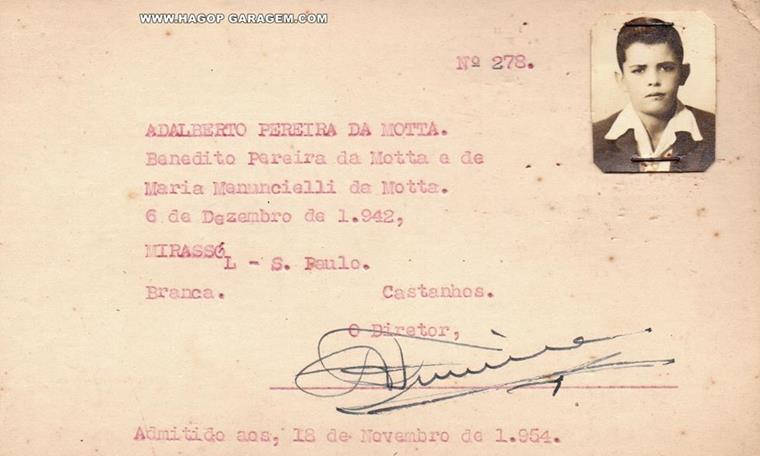 WWW.HAGOP GARAGEM.COM
Nº 278.
ADALBERTO PEREIRA DA MOTTA.
Benedito Pereira da Motta e de
Maria Menuncielli da Motta.
6 de Dezembro de 1.942,
MIRASSÓL - S. Paulo.
Branca. Castanhos.
O Diretor,
Admitido aos, 18 de Novembro de 1.954.